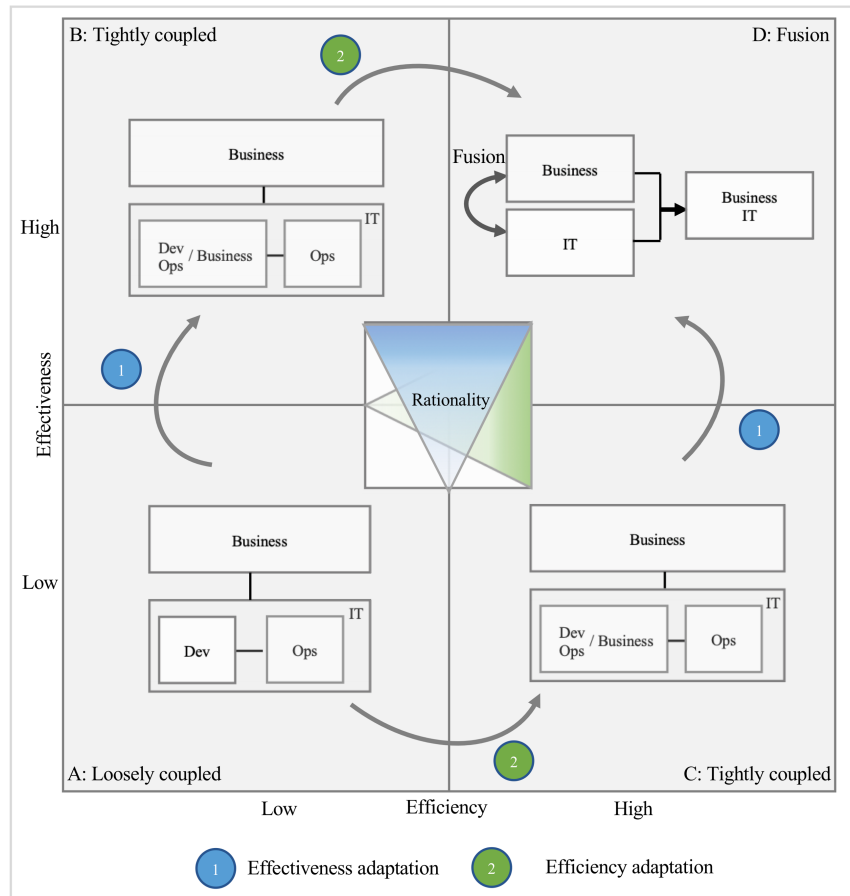 B: Tightly coupled
D: Fusion
2
Business
IT
Dev
Ops
/ Business
Ops
Fusion
Business
IT
Business
IT
High
Effectiveness
Low
1
Rationality
1
Business
IT
Dev
Ops
Business
IT
Dev
Ops
/ Business
Ops
2
A: Loosely coupled
C: Tightly coupled
Low
Efficiency
High
1
Effectiveness adaptation
2
Efficiency adaptation